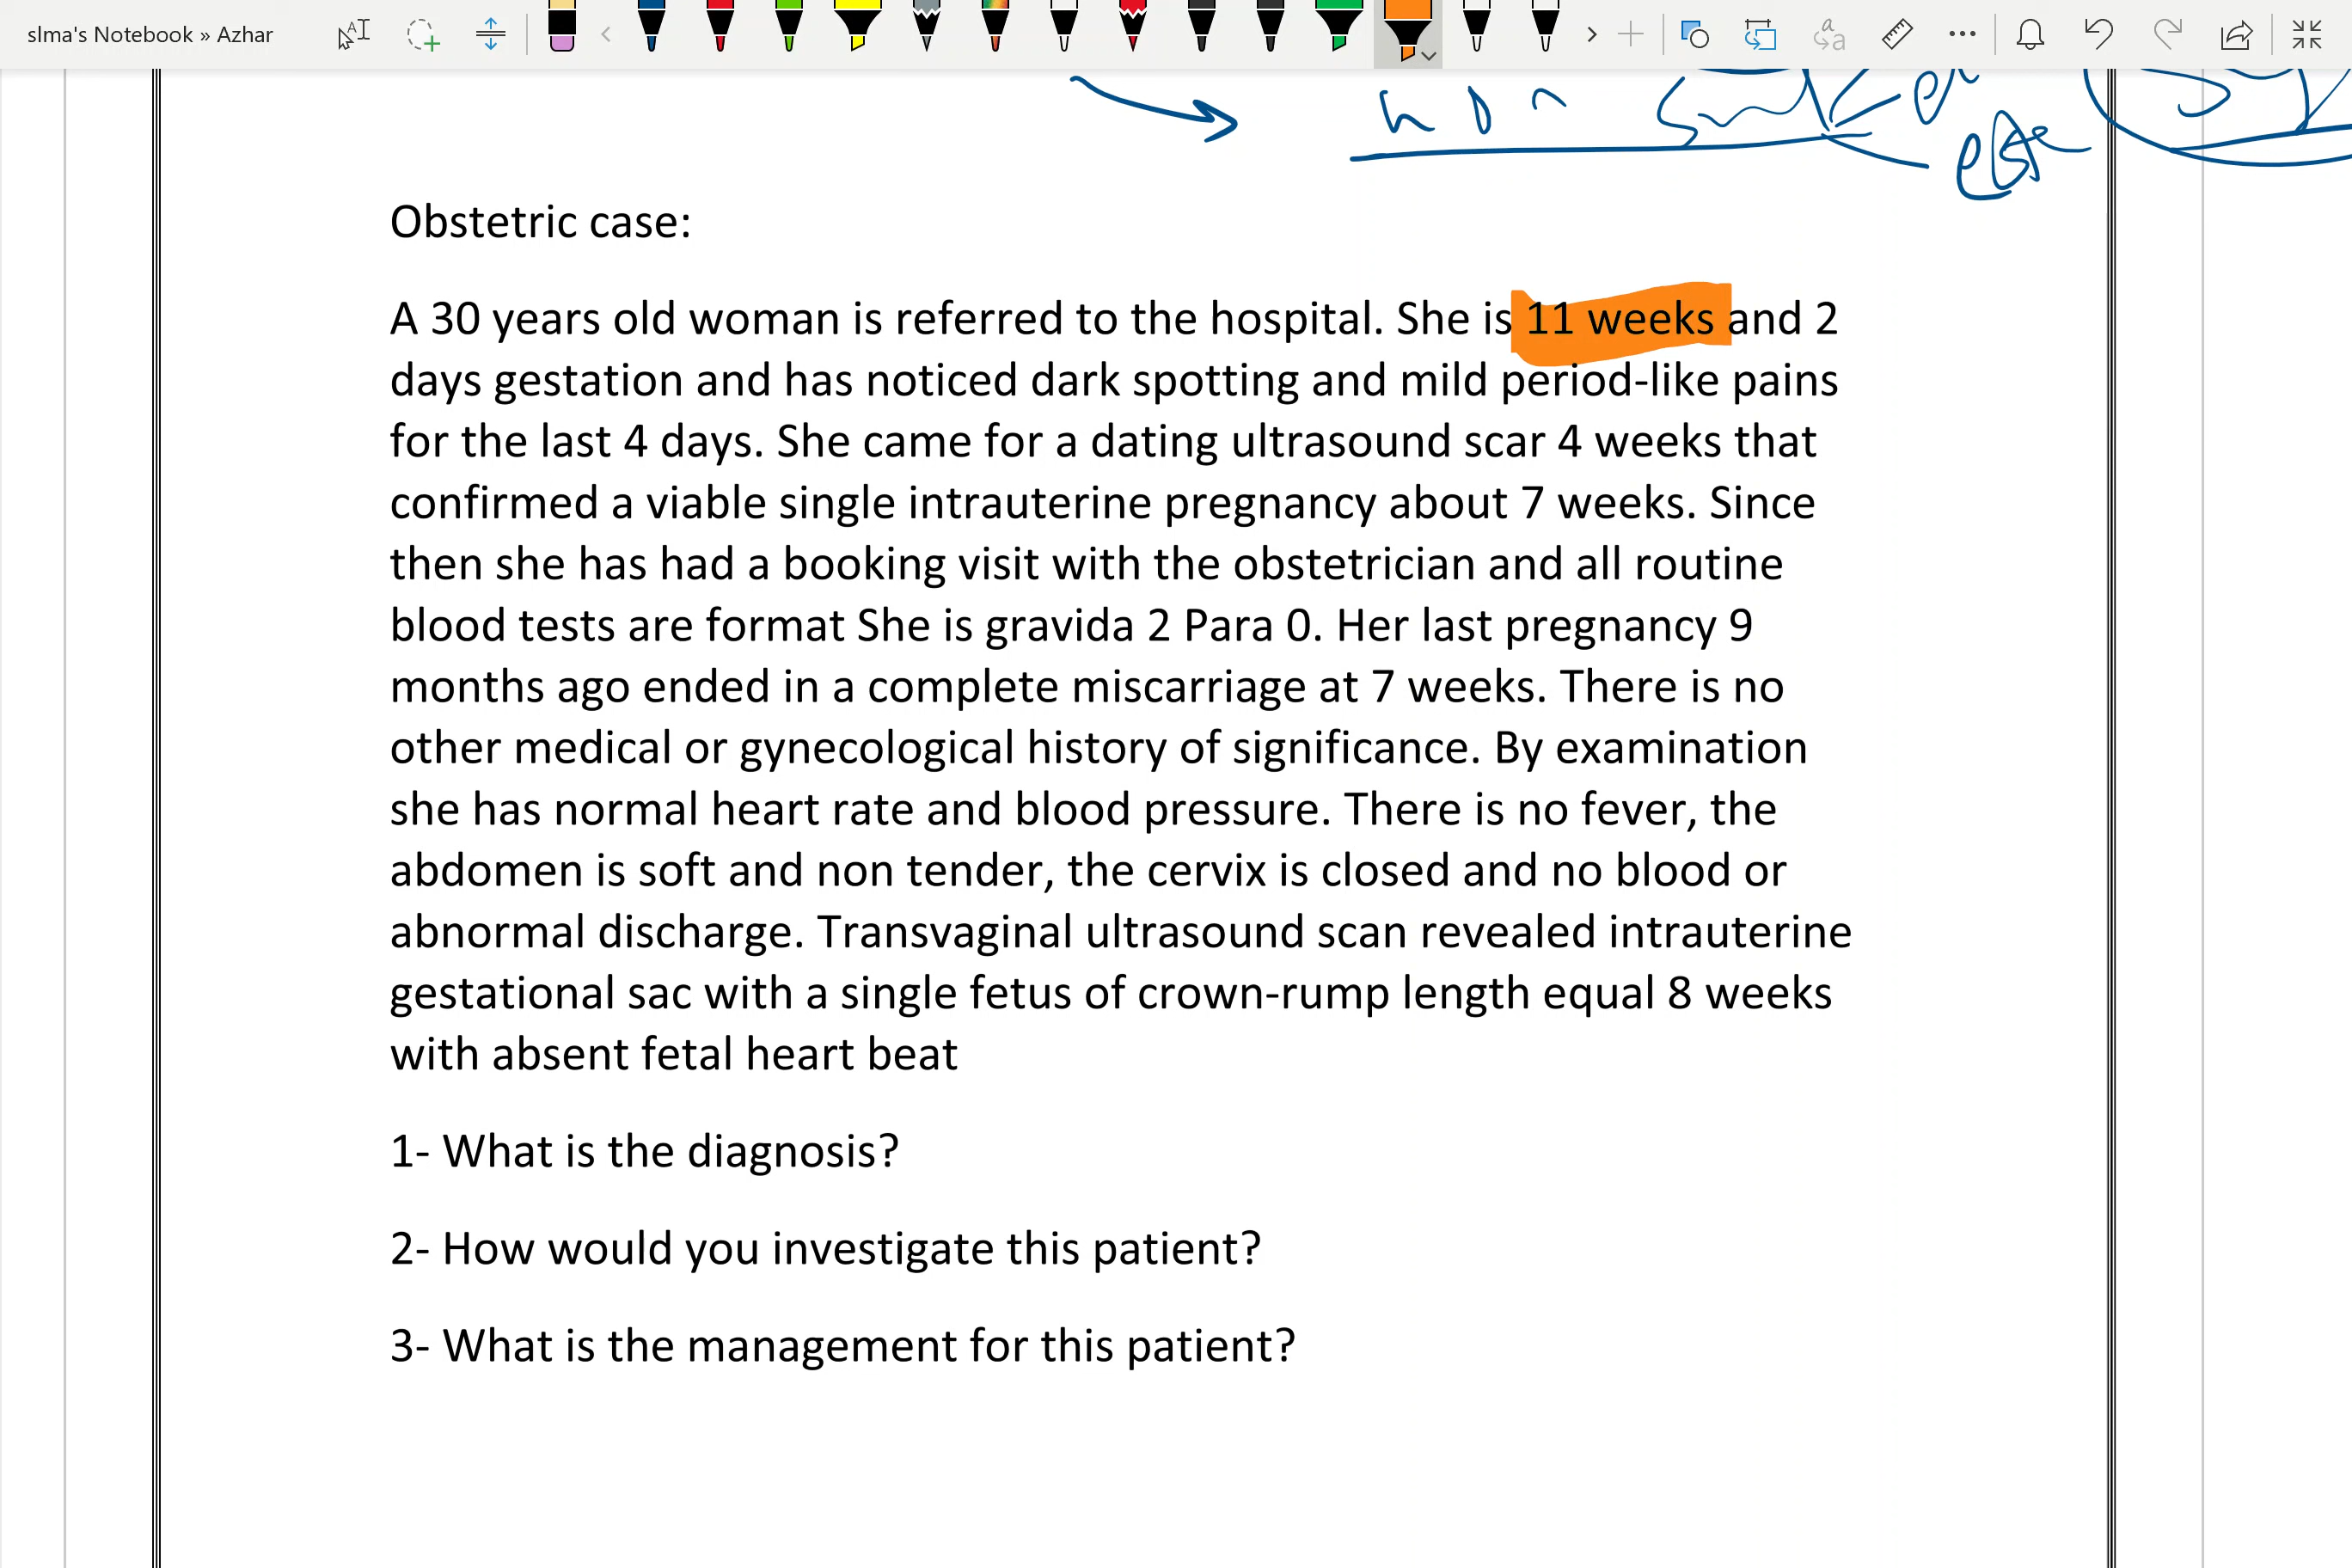 slma's Notebook » Azhar
Obstetric case:
A 30 years old woman is referred to the hospital. She is 11 weeks and 2
days gestation and has noticed dark spotting and mild period-like pains
for the last 4 days. She came for a dating ultrasound scar 4 weeks that
confirmed a viable single intrauterine pregnancy about 7 weeks. Since
then she has had a booking visit with the obstetrician and all routine
blood tests are format She is gravida 2 Para 0. Her last pregnancy 9
months ago ended in a complete miscarriage at 7 weeks. There is no
other medical or gynecological history of significance. By examination
she has normal heart rate and blood pressure. There is no fever, the
abdomen is soft and non tender, the cervix is closed and no blood or
abnormal discharge. Transvaginal ultrasound scan revealed intrauterine
gestational sac with a single fetus of crown-rump length equal 8 weeks
with absent fetal heart beat
1- What is the diagnosis?
2- How would you investigate this patient?
3- What is the management for this patient?